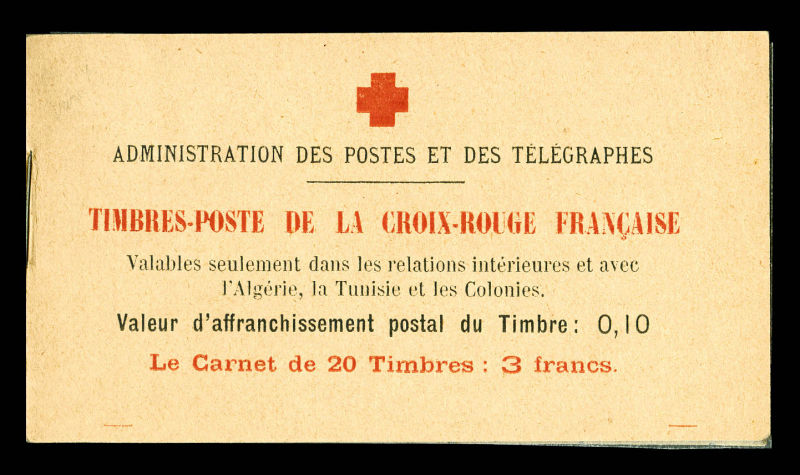 ADMINISTRATION DES POSTES ET DES TÉLÉGRAPHES
TIMBRES-POSTE DE LA CROIX-ROUGE FRANÇAISE
Valables seulement dans les relations intérieures et avec
l'Algérie, la Tunisie et les Colonies.
Valeur d'affranchissement postal du Timbre: 0,10
Le Carnet de 20 Timbres : 3 francs.